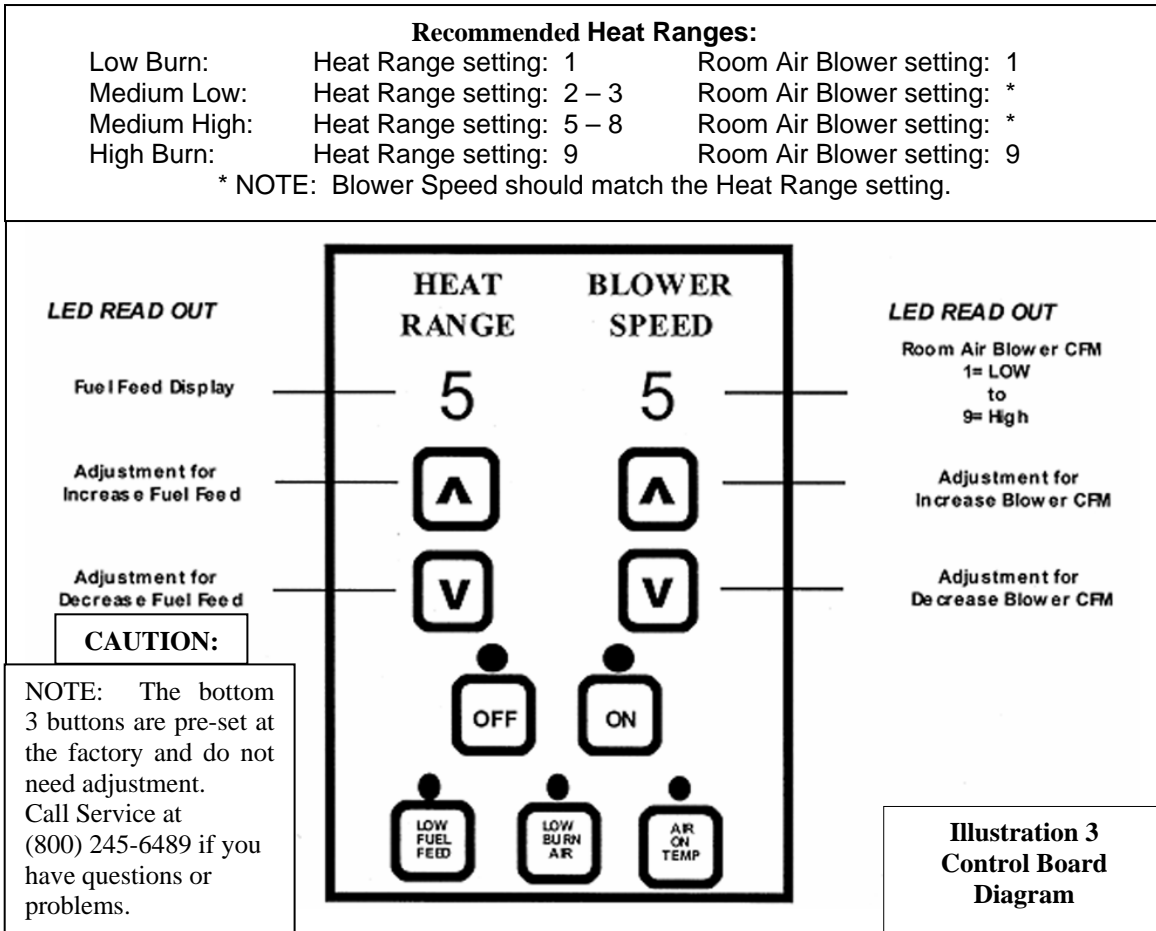 Recommended Heat Ranges:
Low Burn: Heat Range setting: 1 Room Air Blower setting: 1
Medium Low: Heat Range setting: 2 – 3 Room Air Blower setting: *
Medium High: Heat Range setting: 5 – 8 Room Air Blower setting: *
High Burn: Heat Range setting: 9 Room Air Blower setting: 9
* NOTE: Blower Speed should match the Heat Range setting.
HEAT
RANGE
BLOWER
SPEED
LED READ OUT
LED READ OUT
Fuel Feed Display
5
5
Room Air Blower CFM
1= LOW
to
9= High
Adjustment for
Increase Fuel Feed
Adjustment for
Increase Blower CFM
Adjustment for
Decrease Fuel Feed
Adjustment for
Decrease Blower CFM
OFF
ON
LOW
FUEL
FEED
LOW
BURN
AIR
AIR
ON
TEMP
CAUTION:
NOTE: The bottom
3 buttons are pre-set at
the factory and do not
need adjustment.
Call Service at
(800) 245-6489 if you
have questions or
problems.
Illustration 3
Control Board
Diagram